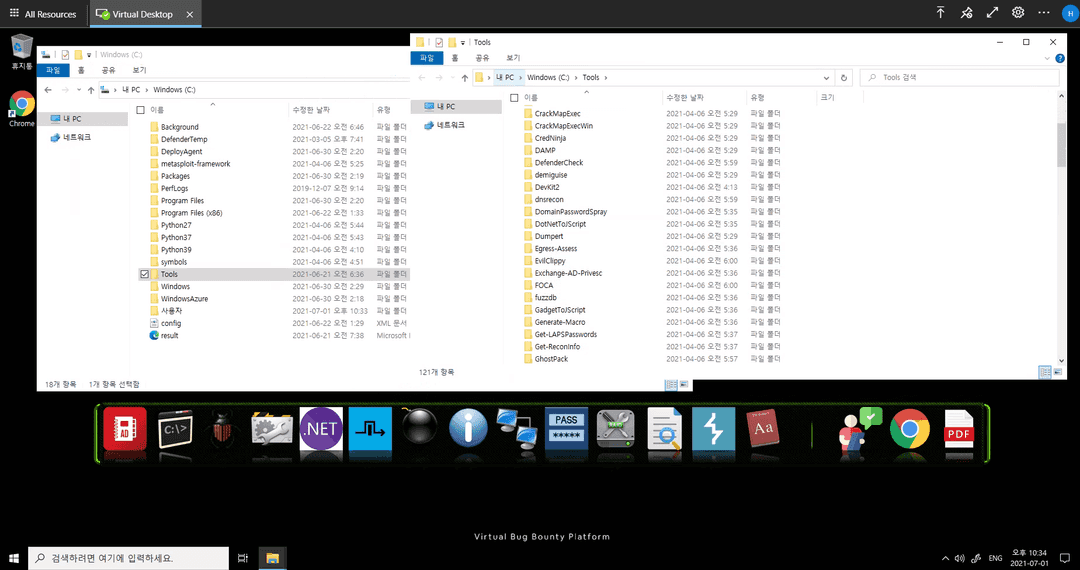 All Resources
Virtual Desktop
H
휴지통
Chrome
Windows (C:)
파일 홈 공유 보기
내 PC Windows (C:)
내 PC
네트워크
이름 수정한 날짜 유형
Background 2021-06-22 오전 6:46 파일 폴더
DefenderTemp 2021-03-05 오후 7:41 파일 폴더
DeployAgent 2021-06-30 오전 2:20 파일 폴더
metasploit-framework 2021-04-06 오전 5:25 파일 폴더
Packages 2021-06-30 오전 2:19 파일 폴더
PerfLogs 2019-12-07 오후 9:14 파일 폴더
Program Files 2021-06-30 오전 2:20 파일 폴더
Program Files (x86) 2021-06-22 오전 1:33 파일 폴더
Python27 2021-04-06 오전 5:44 파일 폴더
Python37 2021-04-06 오전 5:43 파일 폴더
Python39 2021-04-06 오전 4:10 파일 폴더
symbols 2021-04-06 오전 4:51 파일 폴더
Tools 2021-06-21 오전 6:36 파일 폴더
Windows 2021-06-30 오전 2:29 파일 폴더
WindowsAzure 2021-06-30 오전 2:18 파일 폴더
사용자 2021-07-01 오후 10:33 파일 폴더
config 2021-06-22 오전 1:29 XML 문서
result 2021-06-21 오전 7:38 Microsoft
18개 항목 1개 항목 선택함
Tools
파일 홈 공유 보기
내 PC Windows (C:) Tools
Tools 검색
내 PC
네트워크
이름 수정한 날짜 유형 크기
CrackMapExec 2021-04-06 오전 5:29 파일 폴더
CrackMapExecWin 2021-04-06 오전 5:29 파일 폴더
CredNinja 2021-04-06 오전 5:29 파일 폴더
DAMP 2021-04-06 오전 5:29 파일 폴더
DefenderCheck 2021-04-06 오전 5:59 파일 폴더
demiguise 2021-04-06 오전 5:29 파일 폴더
DevKit2 2021-04-06 오전 4:13 파일 폴더
dnsrecon 2021-04-06 오전 5:59 파일 폴더
DomainPasswordSpray 2021-04-06 오전 5:35 파일 폴더
DotNetToJScript 2021-04-06 오전 5:35 파일 폴더
Dumpert 2021-04-06 오전 5:29 파일 폴더
Egress-Assess 2021-04-06 오전 5:36 파일 폴더
EvilClippy 2021-04-06 오전 6:00 파일 폴더
Exchange-AD-Privesc 2021-04-06 오전 5:36 파일 폴더
FOCA 2021-04-06 오전 6:00 파일 폴더
fuzzdb 2021-04-06 오전 5:36 파일 폴더
GadgetToJScript 2021-04-06 오전 5:36 파일 폴더
Generate-Macro 2021-04-06 오전 5:36 파일 폴더
Get-LAPSPasswords 2021-04-06 오전 5:37 파일 폴더
Get-ReconInfo 2021-04-06 오전 5:37 파일 폴더
GhostPack 2021-04-06 오전 5:57 파일 폴더
121개 항목
AD
C:\>
.NET
PASS
*****
Aa
PDF
Virtual Bug Bounty Platform
검색하려면 여기에 입력하세요.
ENG
오후 10:34
2021-07-01